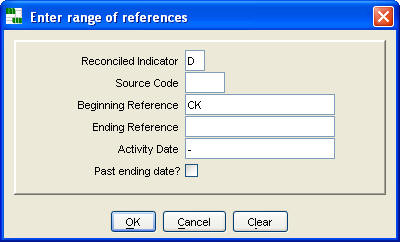 Enter range of references
Reconciled Indicator D
Source Code
Beginning Reference CK
Ending Reference
Activity Date -
Past ending date?
OK Cancel Clear